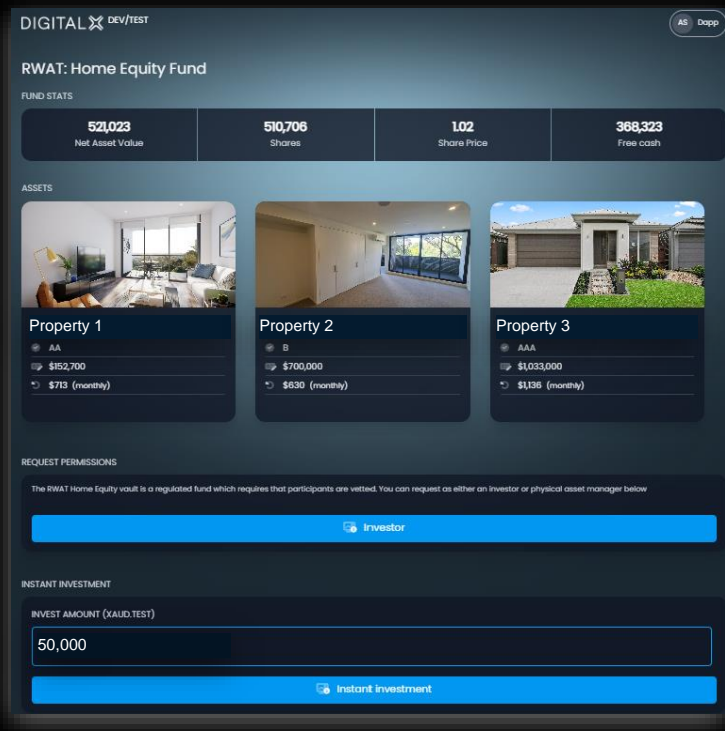 DIGITALX DEV/TEST
AS Dapp
RWAT: Home Equity Fund
FUND STATS
521,023 510,706 1.02 368,323
Net Asset Value Shares Share Price Free cash
ASSETS
Property 1 Property 2 Property 3
AA B AAA
$152,700 $700,000 $1,033,000
$713 (monthly) $630 (monthly) $1,136 (monthly)
REQUEST PERMISSIONS
The RWAT Home Equity vault is a regulated fund which requires that participants are vetted. You can request as either an investor or physical asset manager below
Investor
INSTANT INVESTMENT
INVEST AMOUNT (XAUD.TEST)
50,000
Instant investment